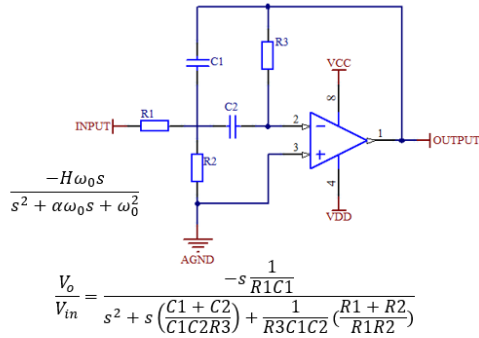 R3
C1
VCC
8
INPUT
R1
C2
2
−
1
OUTPUT
3
+
R2
4
VDD
AGND
-Hω₀s
s² + αω₀s + ω₀²
Vₒ/Vᵢₙ = -s 1/(R1C1)
s² + s((C1 + C2)/(C1C2R3)) + 1/(R3C1C2) ((R1 + R2)/(R1R2))